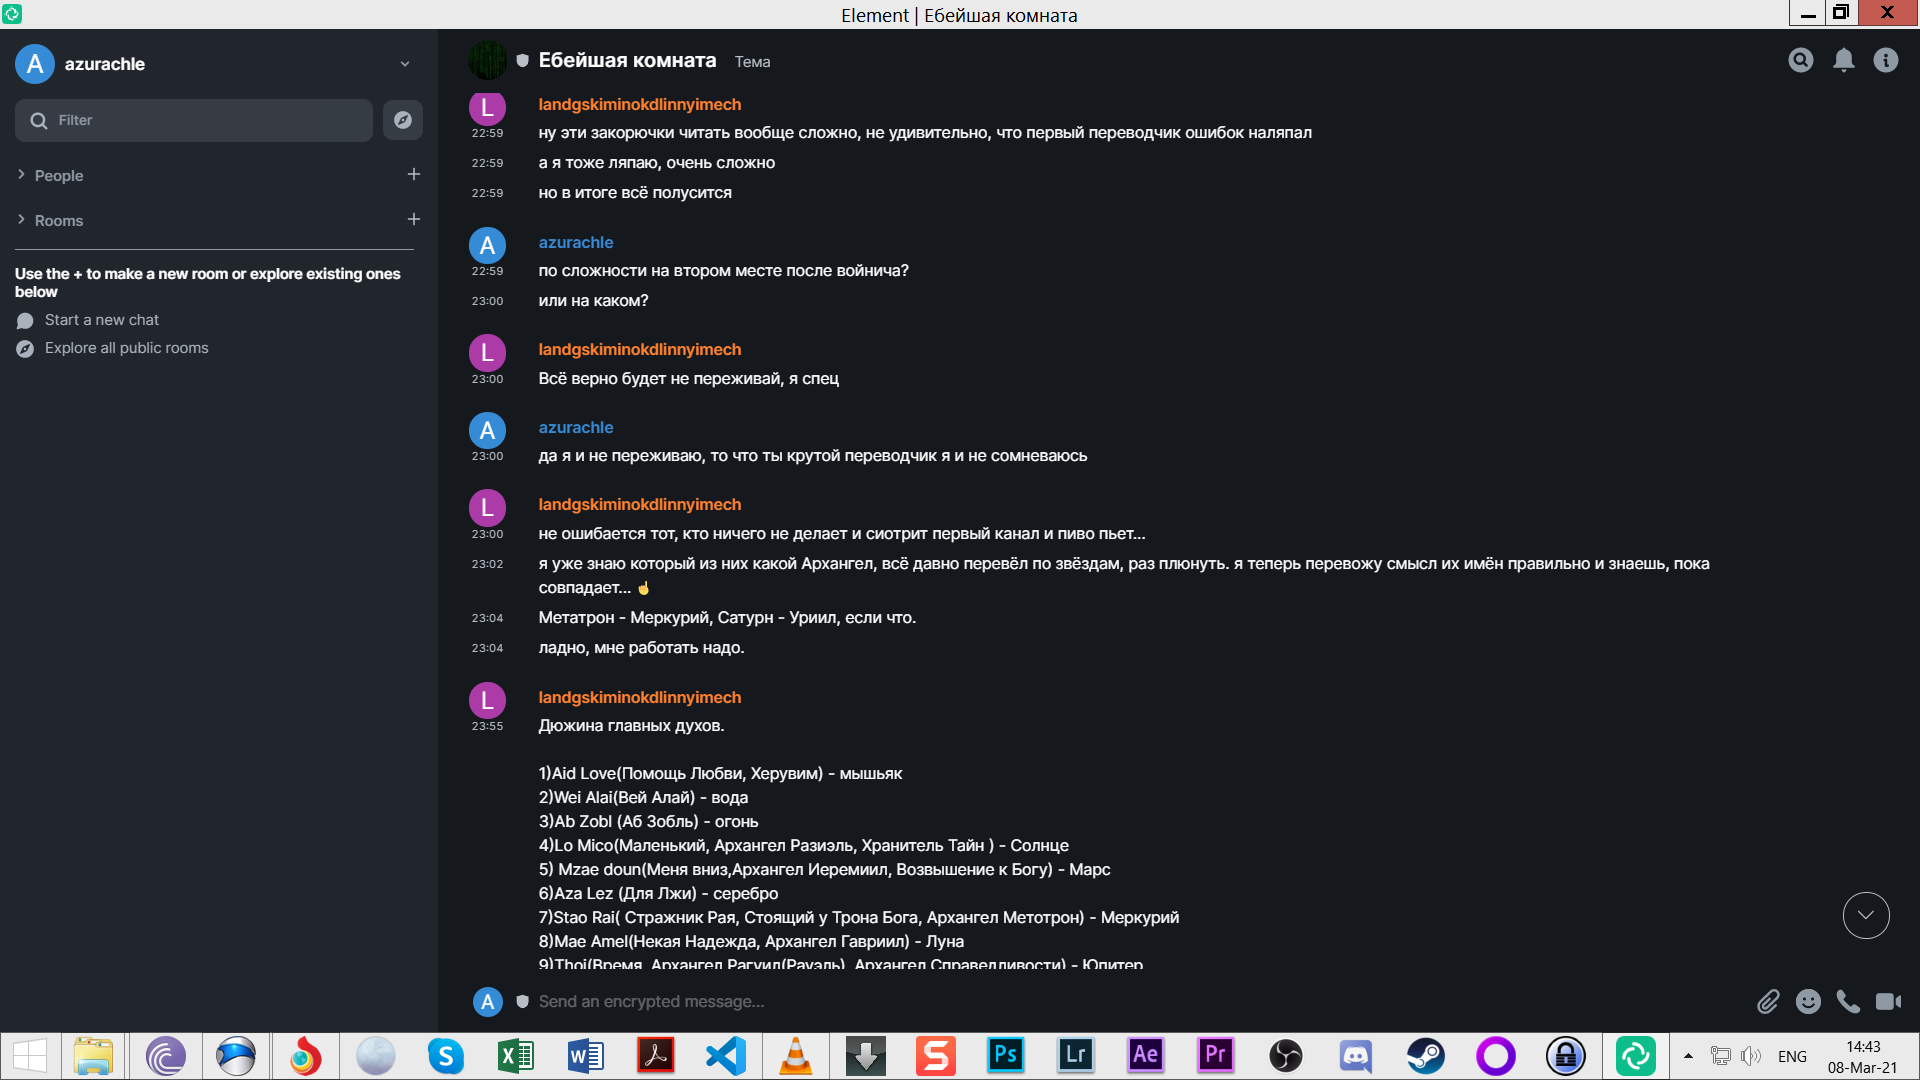 Element | Ебейшая комната
A azurachle
Filter
People
Rooms
Use the + to make a new room or explore existing ones
below
Start a new chat
Explore all public rooms
Ебейшая комната Тема
L landgskiminokdlinnyimech
22:59 ну эти закорючки читать вообще сложно, не удивительно, что первый переводчик ошибок наляпал
22:59 а я тоже ляпаю, очень сложно
22:59 но в итоге всё полусится
A azurachle
22:59 по сложности на втором месте после войнича?
23:00 или на каком?
L landgskiminokdlinnyimech
23:00 Всё верно будет не переживай, я спец
A azurachle
23:00 да я и не переживаю, то что ты крутой переводчик я и не сомневаюсь
L landgskiminokdlinnyimech
23:00 не ошибается тот, кто ничего не делает и сиотрит первый канал и пиво пьет...
23:02 я уже знаю который из них какой Архангел, всё давно перевёл по звёздам, раз плюнуть. я теперь перевожу смысл их имён правильно и знаешь, пока
совпадает... ☝
23:04 Метатрон - Меркурий, Сатурн - Уриил, если что.
23:04 ладно, мне работать надо.
L landgskiminokdlinnyimech
23:55 Дюжина главных духов.
1)Aid Love(Помощь Любви, Херувим) - мышьяк
2)Wei Alai(Вей Алай) - вода
3)Ab Zobl (Аб Зобль) - огонь
4)Lo Mico(Маленький, Архангел Разиэль, Хранитель Тайн ) - Солнце
5) Mzae doun(Меня вниз,Архангел Иеремиил, Возвышение к Богу) - Марс
6)Aza Lez (Для Лжи) - серебро
7)Stao Rai( Стражник Рая, Стоящий у Трона Бога, Архангел Метотрон) - Меркурий
8)Mae Amel(Некая Надежда, Архангел Гавриил) - Луна
9)Thoi(Время, Архангел Рагуил(Рауэль), Архангел Справедливости) - Юпитер
A Send an encrypted message...
Ps Lr Ae Pr
ENG
14:43
08-Mar-21